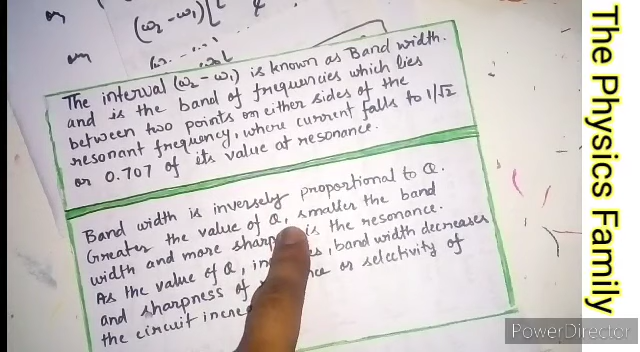 (ω₂ - ω₁) L
The interval (ω₂ - ω₁) is known as Band width.
and is the band of frequencies which lies
between two points on either sides of the
resonant frequency, where current falls to 1/√2
or 0.707 of its value at resonance.
Band width is inversely proportional to Q.
Greater the value of Q, smaller the band
width and more sharp is the resonance.
As the value of Q, in es, band width decreases
and sharpness of or selectivity of
the circuit increa
The Physics Family
PowerDirector